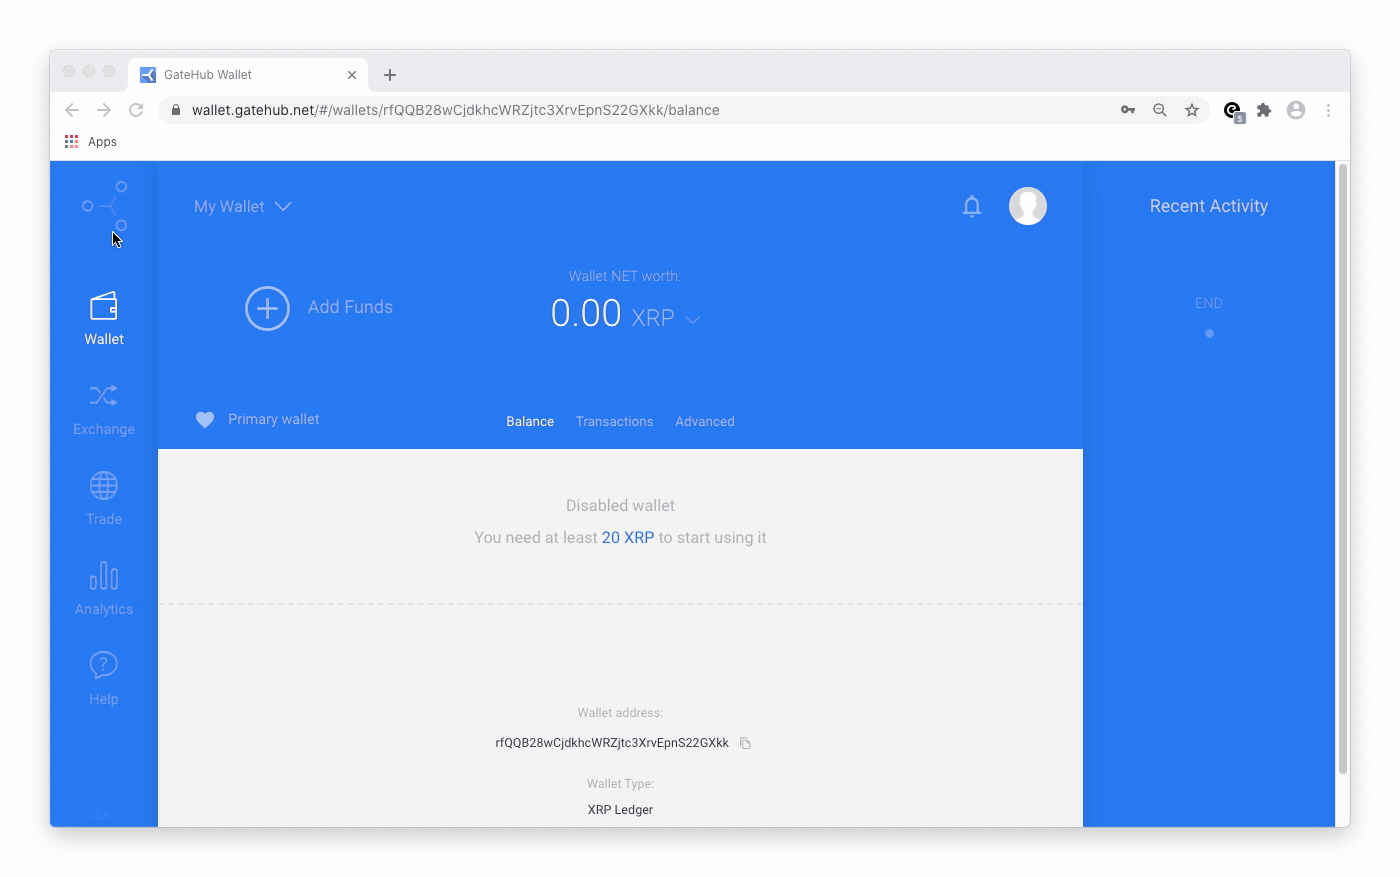 GateHub Wallet
wallet.gatehub.net/#/wallets/rfQQB28wCjdkhcWRZjtc3XrvEpnS22GXkk/balance
Apps
My Wallet
Recent Activity
Wallet NET worth:
Add Funds
0.00 XRP
END
Wallet
Exchange
Primary wallet
Balance
Transactions
Advanced
Disabled wallet
Trade
You need at least 20 XRP to start using it
Analytics
Help
Wallet address:
rfQQB28wCjdkhcWRZjtc3XrvEpnS22GXkk
Wallet Type:
XRP Ledger